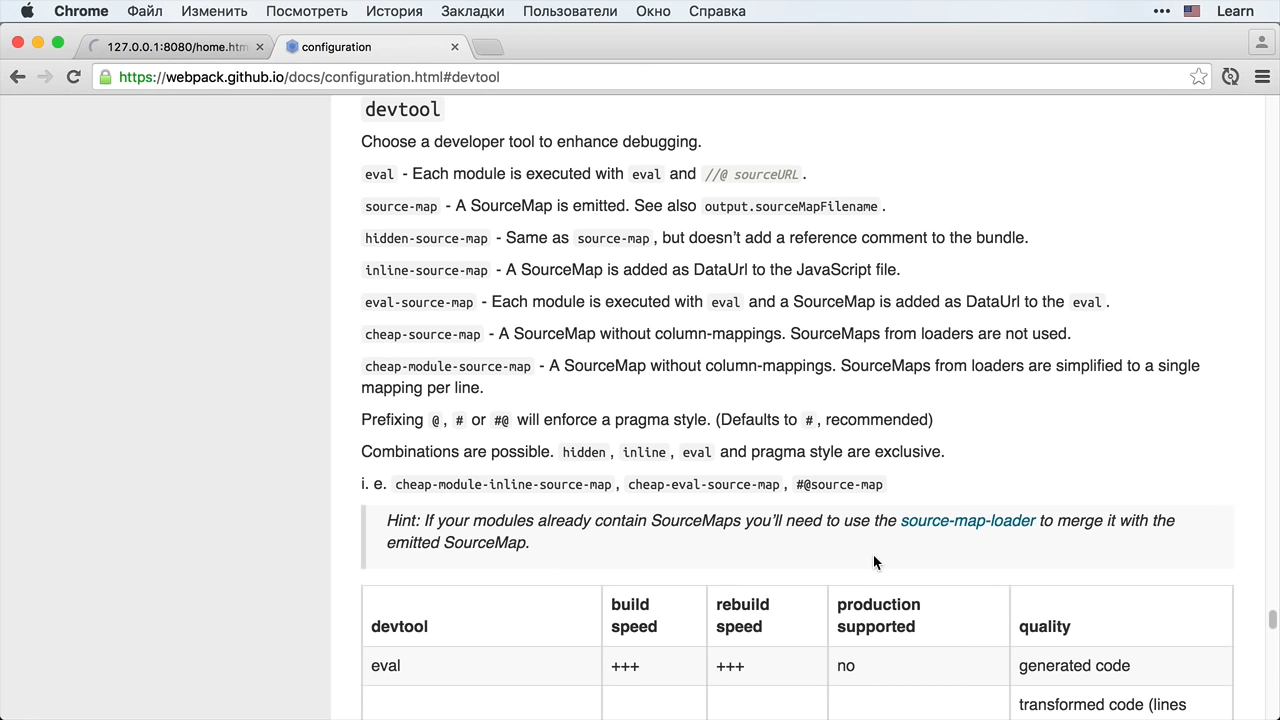 Chrome Файл Изменить Посмотреть История Закладки Пользователи Окно Справка ••• Learn
127.0.0.1:8080/home.htm × configuration ×
https://webpack.github.io/docs/configuration.html#devtool
devtool
Choose a developer tool to enhance debugging.
eval - Each module is executed with eval and //@ sourceURL.
source-map - A SourceMap is emitted. See also output.sourceMapFilename.
hidden-source-map - Same as source-map, but doesn’t add a reference comment to the bundle.
inline-source-map - A SourceMap is added as DataUrl to the JavaScript file.
eval-source-map - Each module is executed with eval and a SourceMap is added as DataUrl to the eval.
cheap-source-map - A SourceMap without column-mappings. SourceMaps from loaders are not used.
cheap-module-source-map - A SourceMap without column-mappings. SourceMaps from loaders are simplified to a single
mapping per line.
Prefixing @, # or #@ will enforce a pragma style. (Defaults to #, recommended)
Combinations are possible. hidden, inline, eval and pragma style are exclusive.
i. e. cheap-module-inline-source-map, cheap-eval-source-map, #@source-map
Hint: If your modules already contain SourceMaps you’ll need to use the source-map-loader to merge it with the
emitted SourceMap.
devtool build speed rebuild speed production supported quality
eval +++ +++ no generated code
transformed code (lines